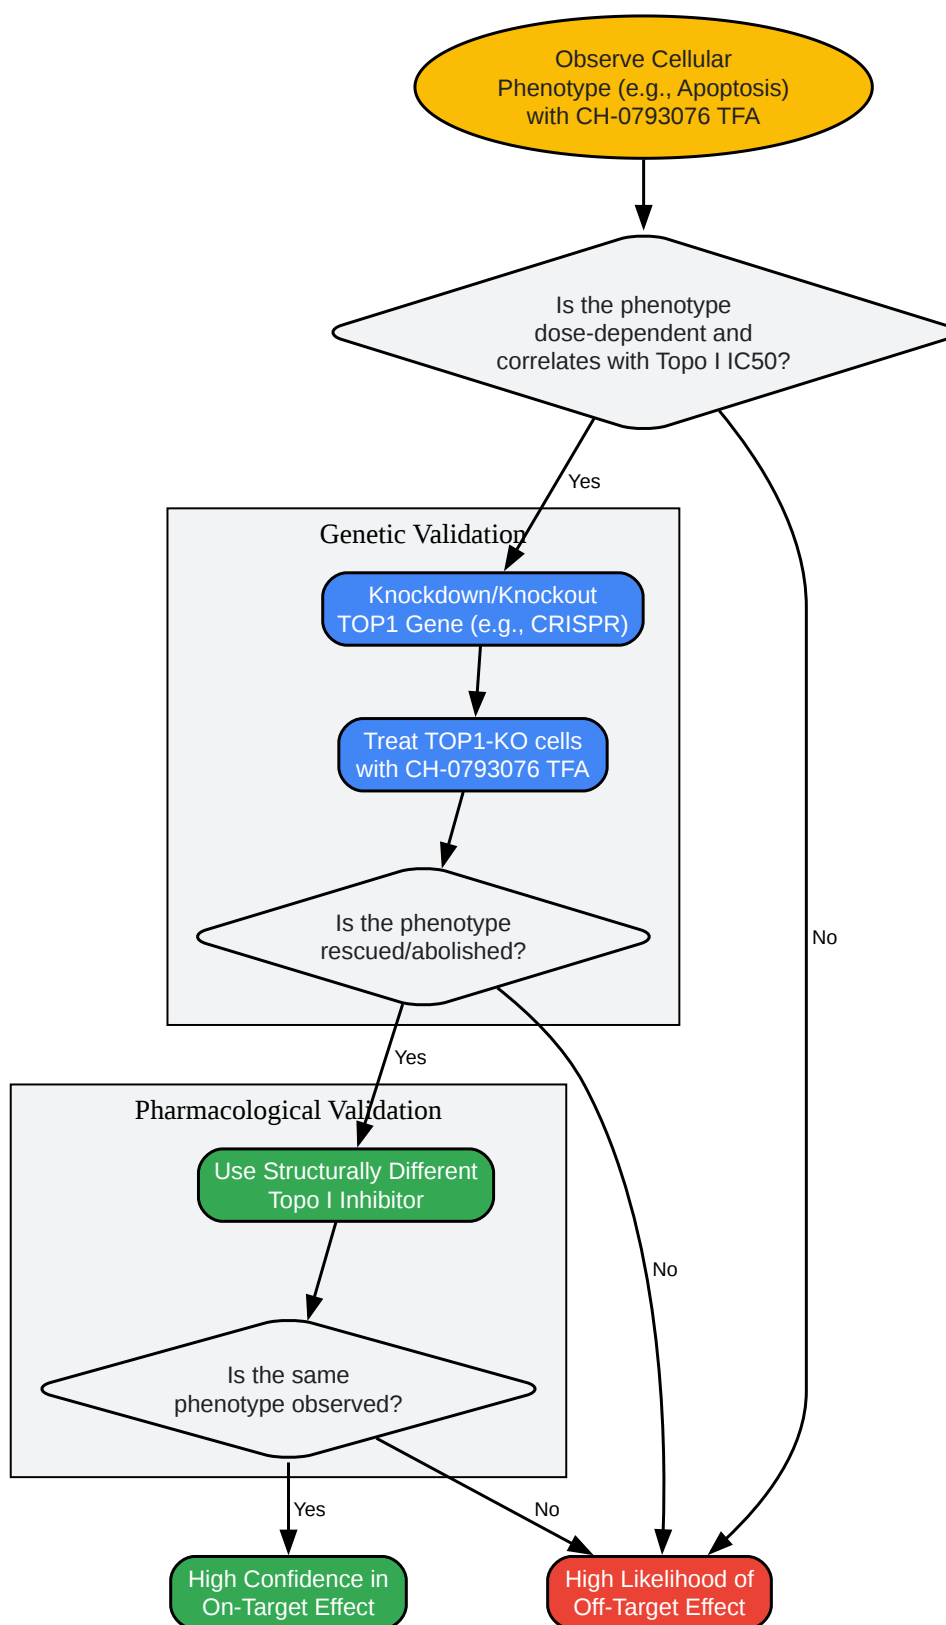 Observe Cellular
Phenotype (e.g., Apoptosis)
with CH-0793076 TFA
Is the phenotype
dose-dependent and
correlates with Topo I IC50?
Yes
Genetic Validation
Knockdown/Knockout
TOP1 Gene (e.g., CRISPR)
Treat TOP1-KO cells
with CH-0793076 TFA
Is the phenotype
rescued/abolished?
No
Yes
Pharmacological Validation
Use Structurally Different
Topo I Inhibitor
No
Is the same
phenotype observed?
Yes
No
High Confidence in
On-Target Effect
High Likelihood of
Off-Target Effect